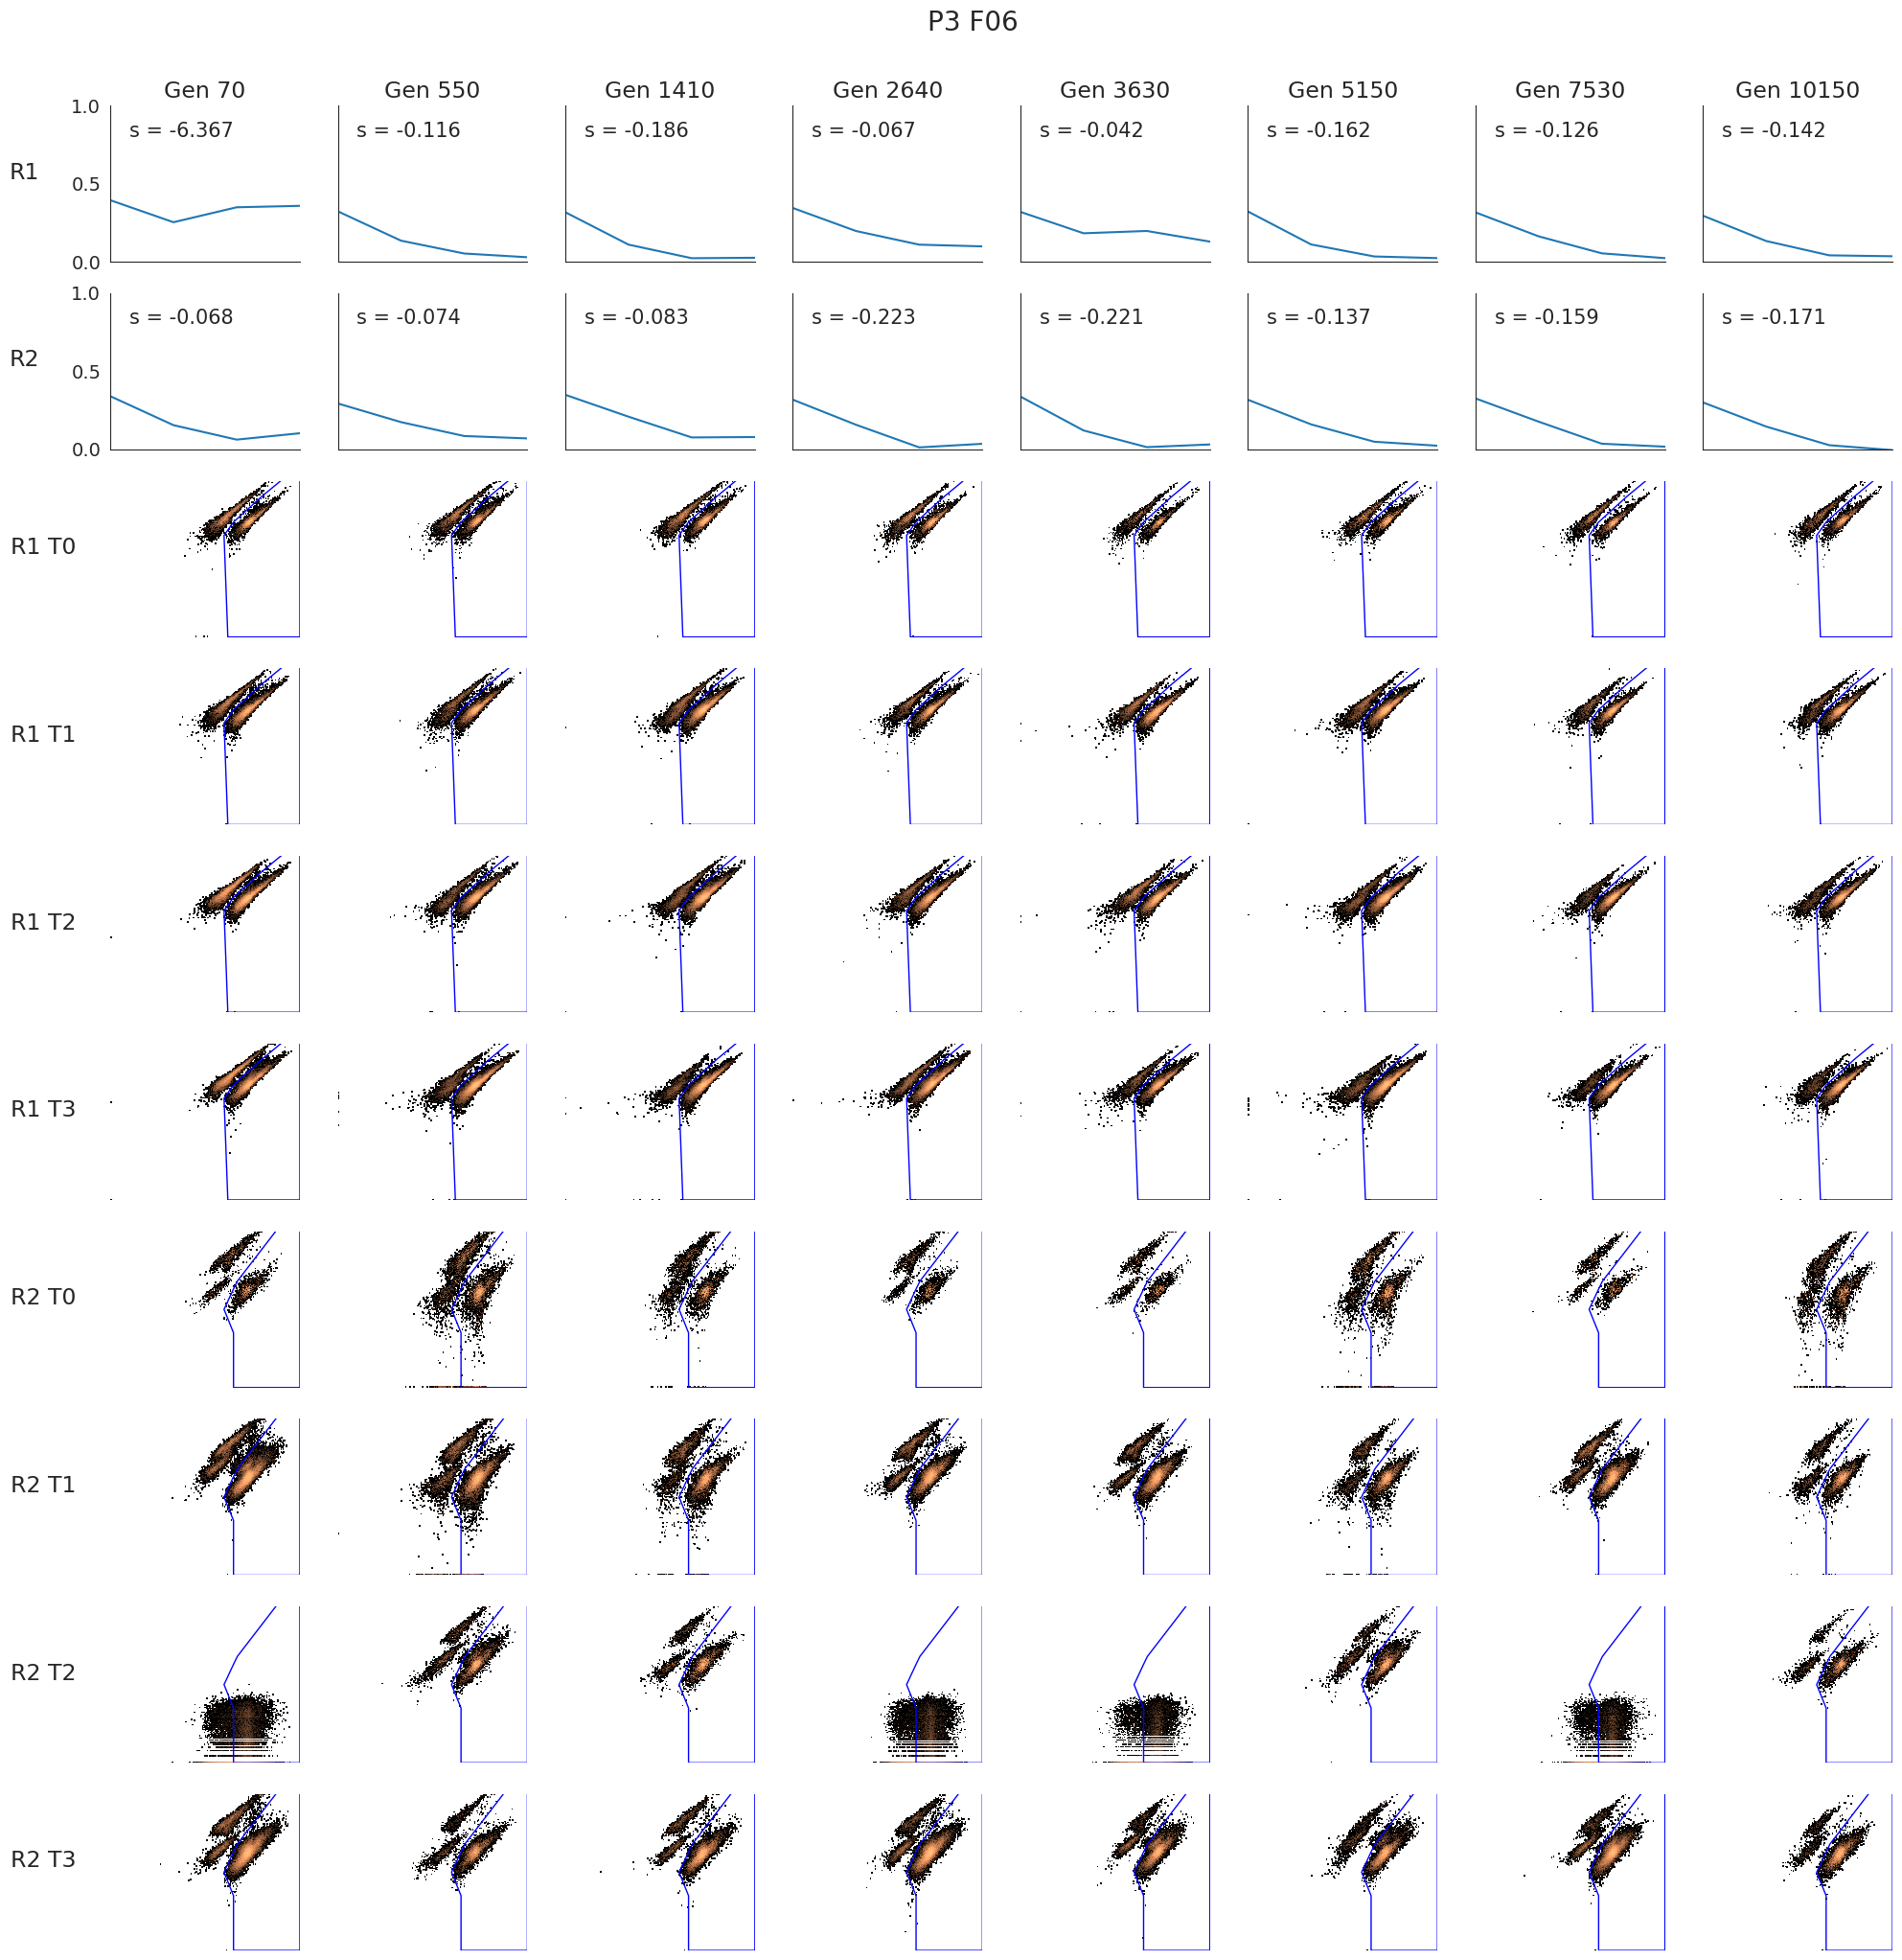 P3 F06
Gen 70 Gen 550 Gen 1410 Gen 2640 Gen 3630 Gen 5150 Gen 7530 Gen 10150
1.0
s = -6.367 s = -0.116 s = -0.186 s = -0.067 s = -0.042 s = -0.162 s = -0.126 s = -0.142
R1
0.5
0.0
1.0
s = -0.068 s = -0.074 s = -0.083 s = -0.223 s = -0.221 s = -0.137 s = -0.159 s = -0.171
R2
0.5
0.0
R1 T0
R1 T1
R1 T2
R1 T3
R2 T0
R2 T1
R2 T2
R2 T3